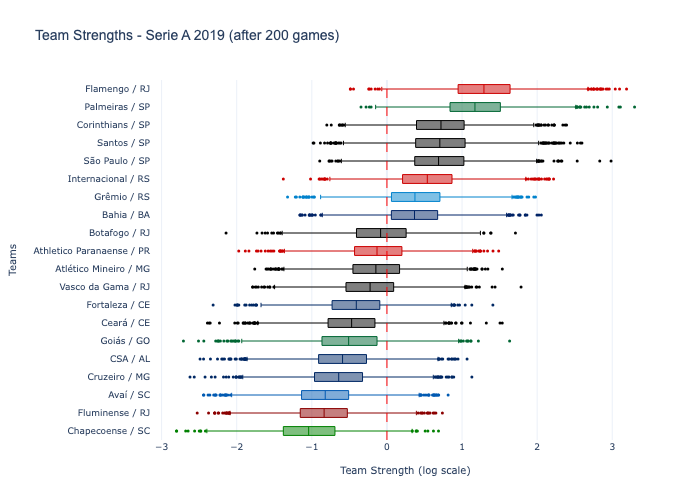 Team Strengths - Serie A 2019 (after 200 games)
Flamengo / RJ
Palmeiras / SP
Corinthians / SP
Santos / SP
São Paulo / SP
Internacional / RS
Grêmio / RS
Bahia / BA
Botafogo / RJ
Athletico Paranaense / PR
Atlético Mineiro / MG
Vasco da Gama / RJ
Fortaleza / CE
Ceará / CE
Goiás / GO
CSA / AL
Cruzeiro / MG
Avaí / SC
Fluminense / RJ
Chapecoense / SC
Teams
−3 −2 −1 0 1 2 3
Team Strength (log scale)